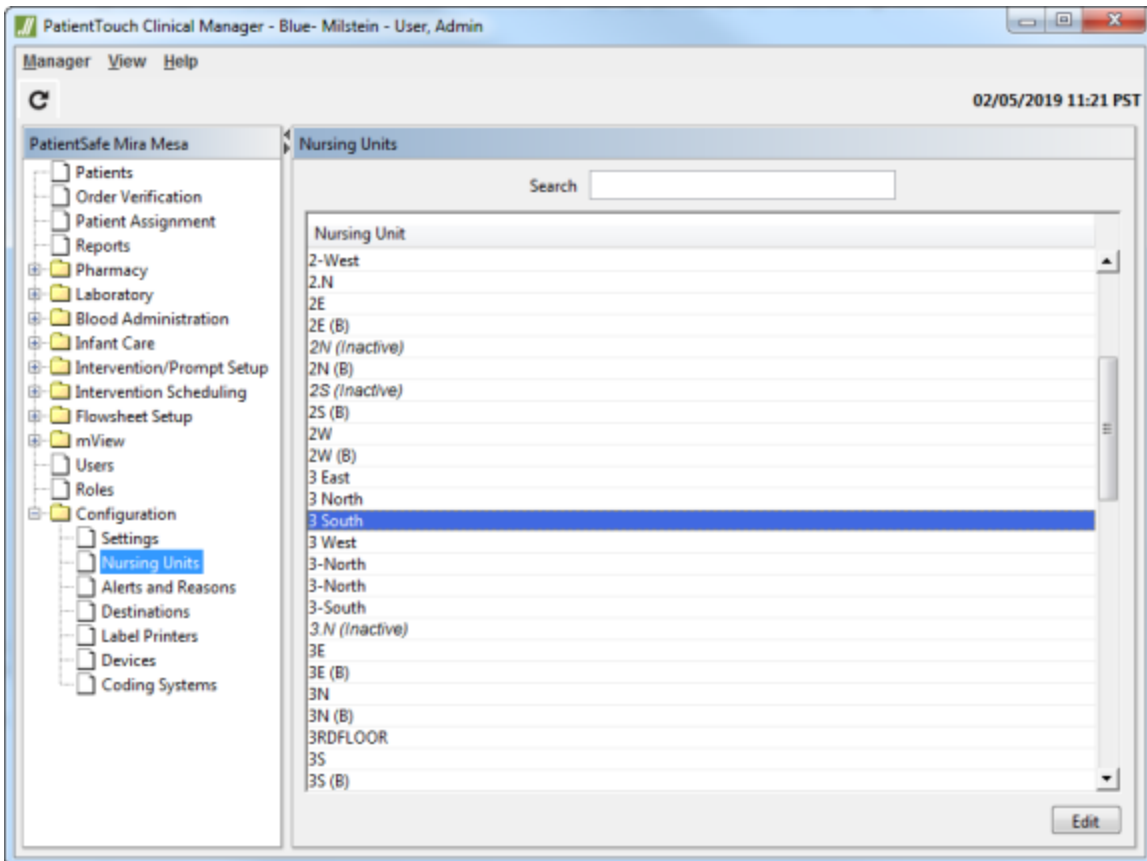 PatientTouch Clinical Manager - Blue- Milstein - User, Admin
Manager View Help
02/05/2019 11:21 PST
PatientSafe Mira Mesa
Patients
Order Verification
Patient Assignment
Reports
Pharmacy
Laboratory
Blood Administration
Infant Care
Intervention/Prompt Setup
Intervention Scheduling
Flowsheet Setup
mView
Users
Roles
Configuration
Settings
Nursing Units
Alerts and Reasons
Destinations
Label Printers
Devices
Coding Systems
Nursing Units
Search
Nursing Unit
2-West
2.N
2E
2E (B)
2N (Inactive)
2N (B)
2S (Inactive)
2S (B)
2W
2W (B)
3 East
3 North
3 South
3 West
3-North
3-North
3-South
3.N (Inactive)
3E
3E (B)
3N
3N (B)
3RDFLOOR
3S
3S (B)
Edit